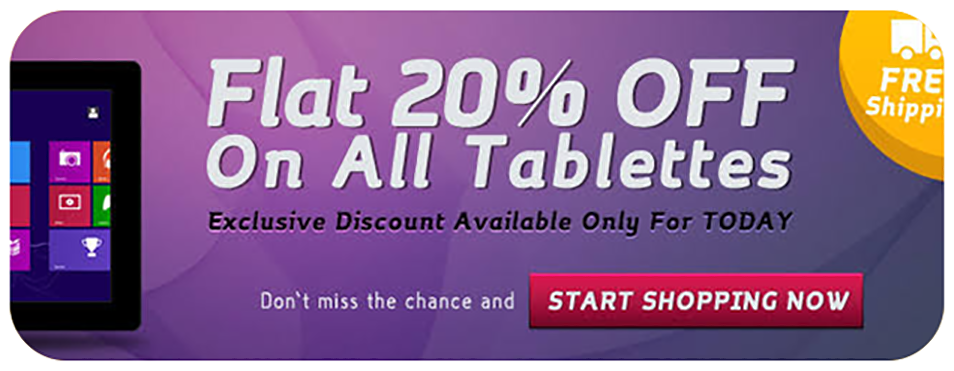 Flat 20% OFF
On All Tablettes
Exclusive Discount Available Only For TODAY
Don't miss the chance and
START SHOPPING NOW